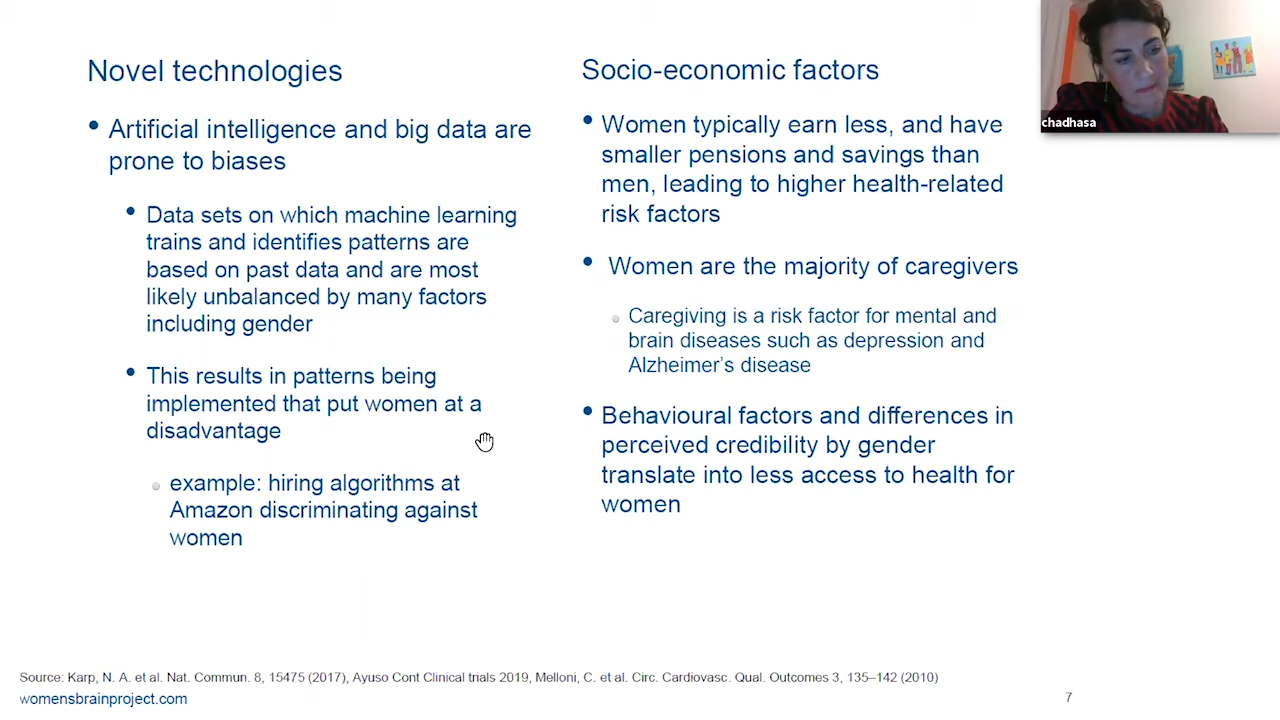 Novel technologies
• Artificial intelligence and big data are
prone to biases
• Data sets on which machine learning
trains and identifies patterns are
based on past data and are most
likely unbalanced by many factors
including gender
• This results in patterns being
implemented that put women at a
disadvantage
example: hiring algorithms at
Amazon discriminating against
women
Socio-economic factors
• Women typically earn less, and have
smaller pensions and savings than
men, leading to higher health-related
risk factors
• Women are the majority of caregivers
Caregiving is a risk factor for mental and
brain diseases such as depression and
Alzheimer’s disease
• Behavioural factors and differences in
perceived credibility by gender
translate into less access to health for
women
chadhasa
Source: Karp, N. A. et al. Nat. Commun. 8, 15475 (2017), Ayuso Cont Clinical trials 2019, Melloni, C. et al. Circ. Cardiovasc. Qual. Outcomes 3, 135–142 (2010)
womensbrainproject.com
7